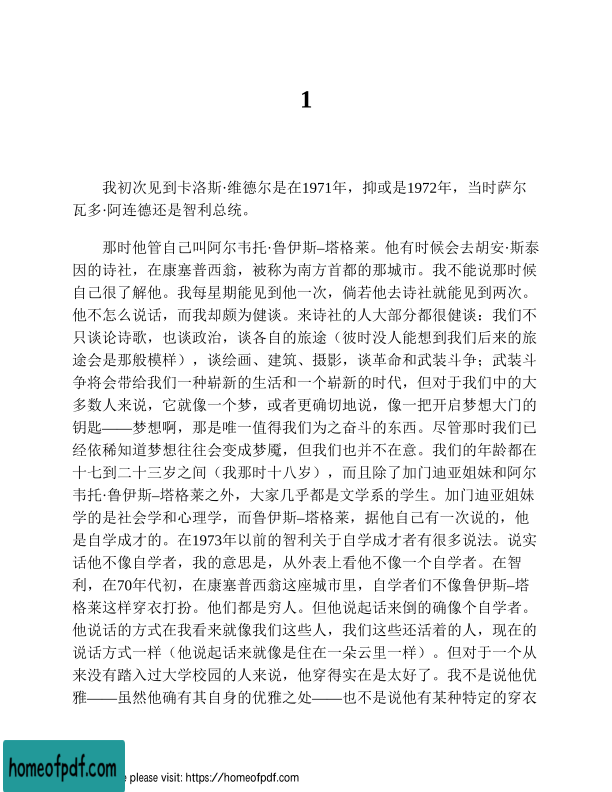 1
我初次见到卡洛斯·维德尔是在1971年，抑或是1972年，当时萨尔
瓦多·阿连德还是智利总统。
那时他管自己叫阿尔韦托·鲁伊斯–塔格莱。他有时候会去胡安·斯泰
因的诗社，在康塞普西翁，被称为南方首都的那城市。我不能说那时候
自己很了解他。我每星期能见到他一次，倘若他去诗社就能见到两次。
他不怎么说话，而我却颇为健谈。来诗社的人大部分都很健谈：我们不
只谈论诗歌，也谈政治，谈各自的旅途（彼时没人能想到我们后来的旅
途会是那般模样），谈绘画、建筑、摄影，谈革命和武装斗争；武装斗
争将会带给我们一种崭新的生活和一个崭新的时代，但对于我们中的大
多数人来说，它就像一个梦，或者更确切地说，像一把开启梦想大门的
钥匙——梦想啊，那是唯一值得我们为之奋斗的东西。尽管那时我们已
经依稀知道梦想往往会变成梦魇，但我们也并不在意。我们的年龄都在
十七到二十三岁之间（我那时十八岁），而且除了加门迪亚姐妹和阿尔
韦托·鲁伊斯–塔格莱之外，大家几乎都是文学系的学生。加门迪亚姐妹
学的是社会学和心理学，而鲁伊斯–塔格莱，据他自己有一次说的，他
是自学成才的。在1973年以前的智利关于自学成才者有很多说法。说实
话他不像自学者，我的意思是，从外表上看他不像一个自学者。在智
利，在70年代初，在康塞普西翁这座城市里，自学者们不像鲁伊斯–塔
格莱这样穿衣打扮。他们都是穷人。但他说起话来倒的确像个自学者。
他说话的方式在我看来就像我们这些人，我们这些还活着的人，现在的
说话方式一样（他说起话来就像是住在一朵云里一样）。但对于一个从
来没有踏入过大学校园的人来说，他穿得实在是太好了。我不是说他优
雅——虽然他确有其自身的优雅之处——也不是说他有某种特定的穿衣
homeofpdf.com
please visit: https://homeofpdf.com